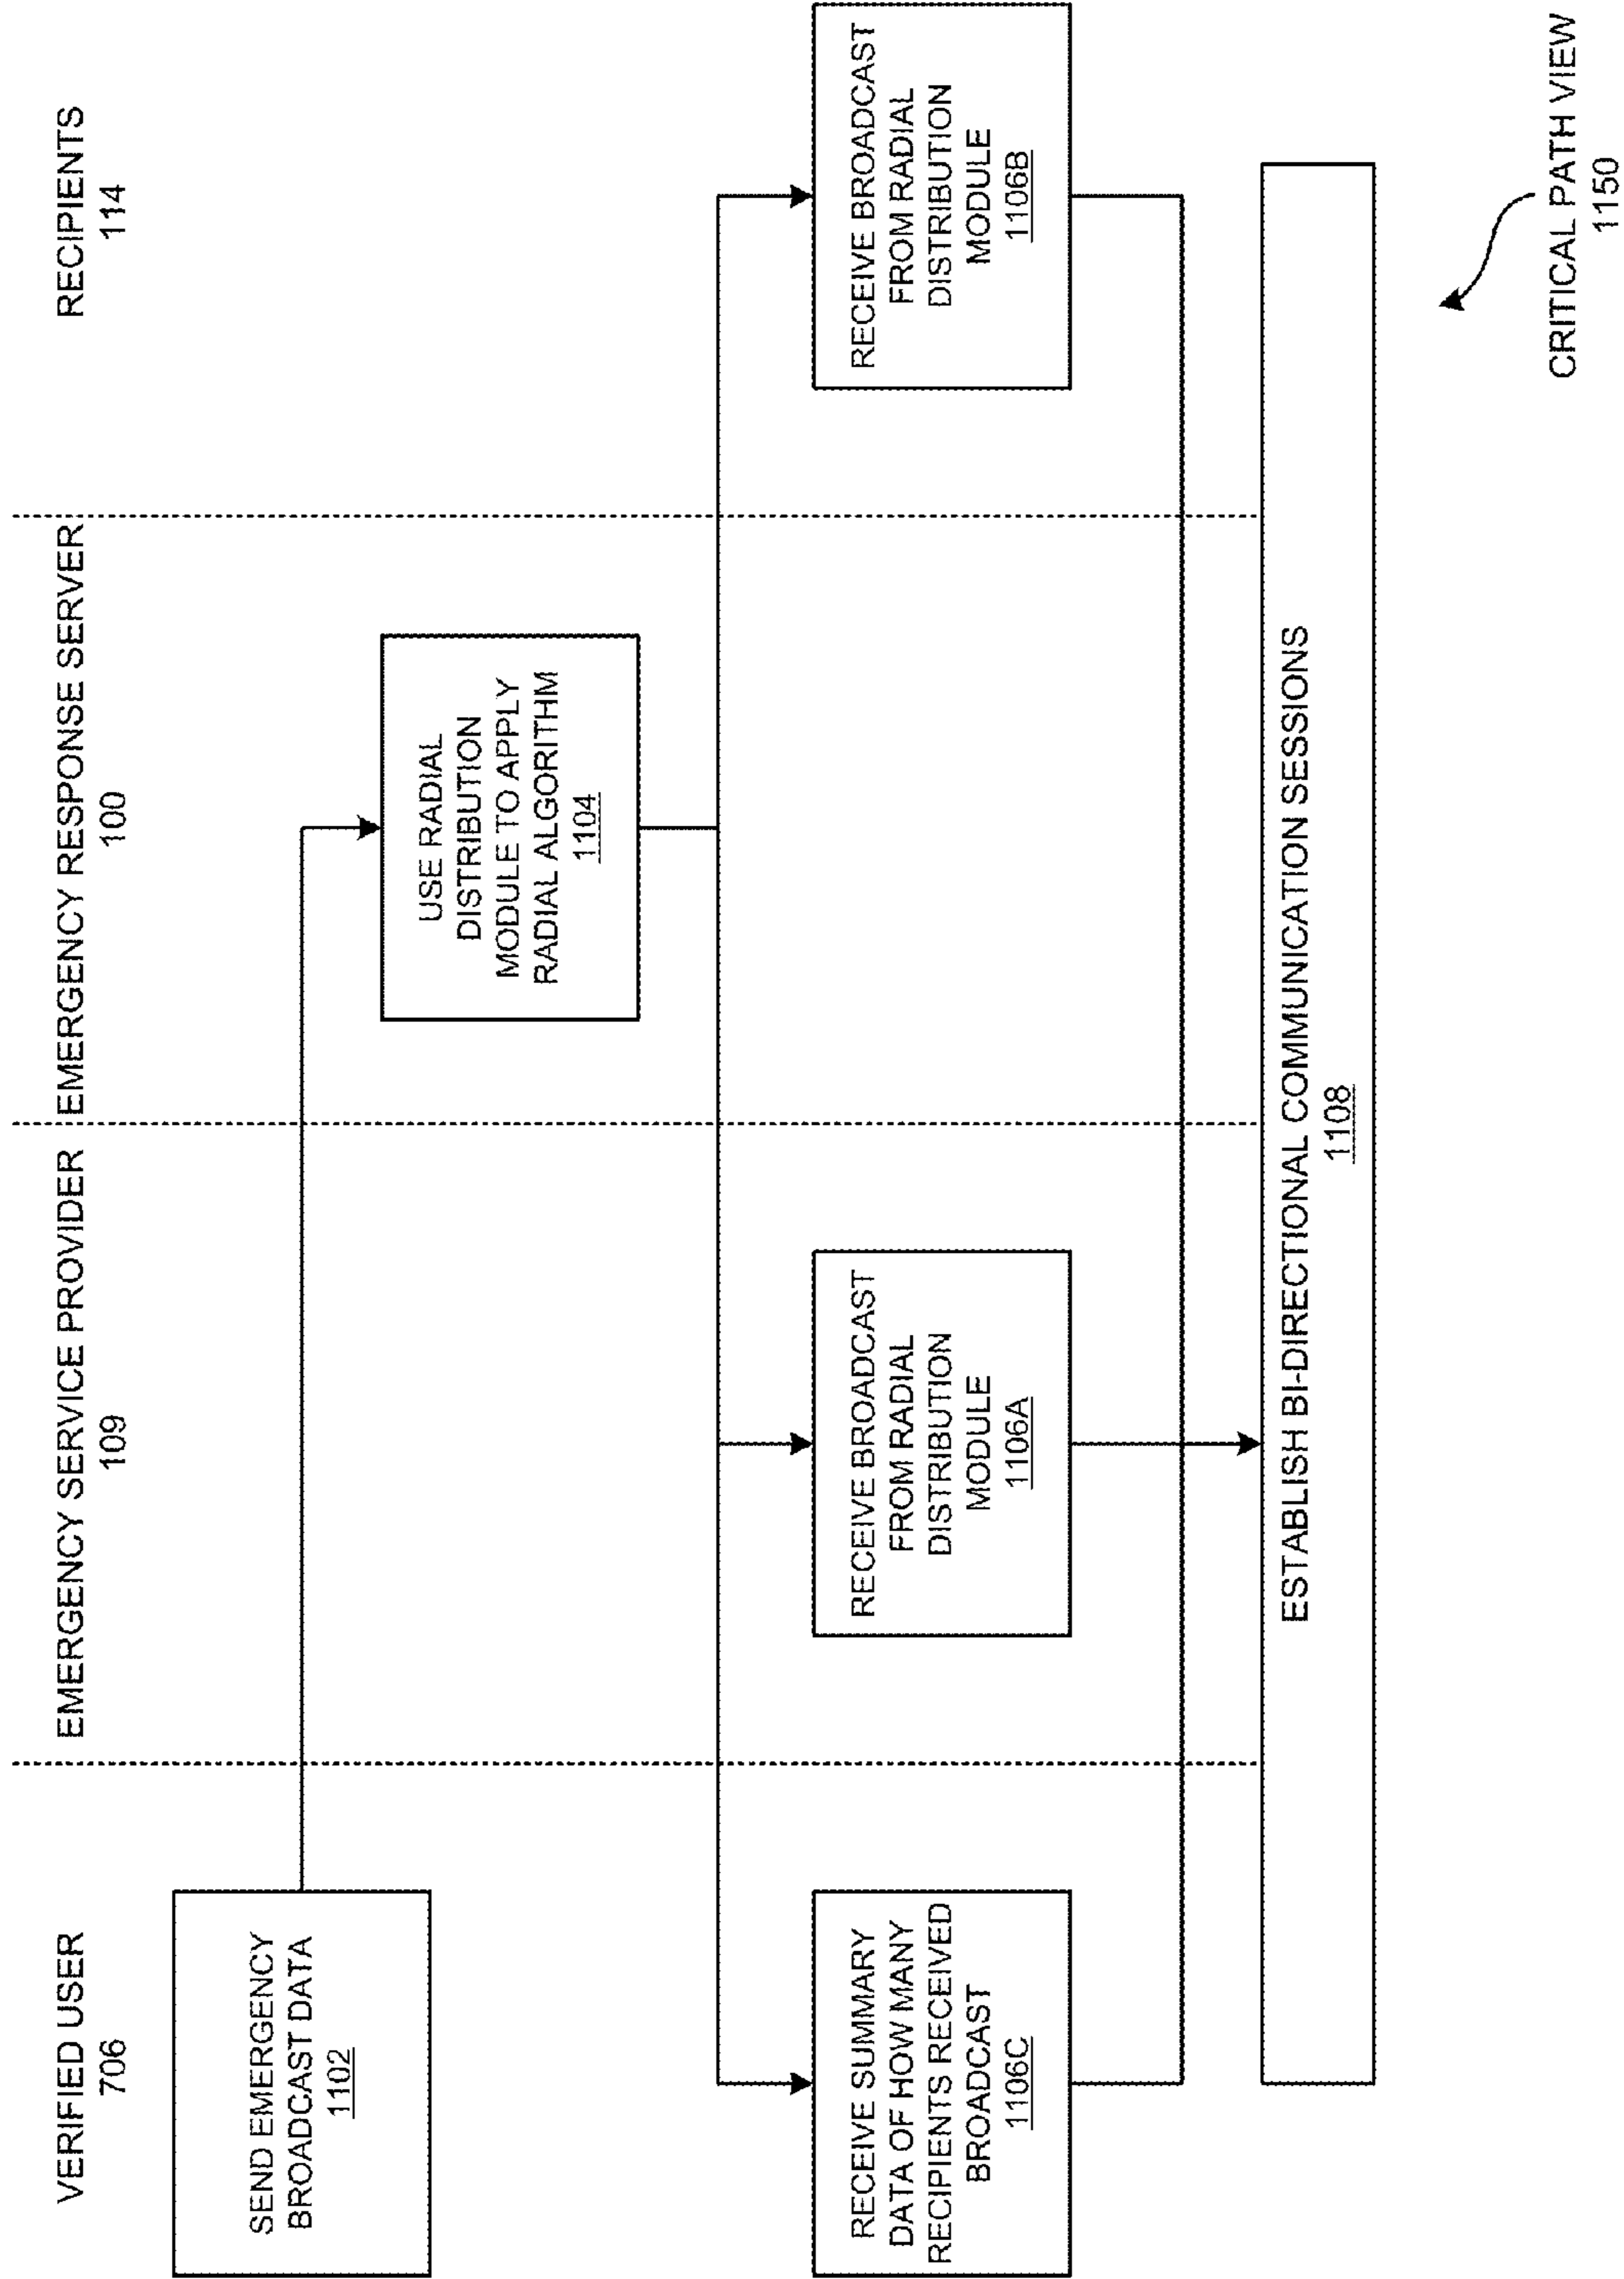 VERIFIED USER
706
EMERGENCY SERVICE PROVIDER
109
EMERGENCY RESPONSE SERVER
100
RECIPIENTS
114
SEND EMERGENCY
BROADCAST DATA
1102
USE RADIAL
DISTRIBUTION
MODULE TO APPLY
RADIAL ALGORITHM
1104
RECEIVE SUMMARY
DATA OF HOW MANY
RECIPIENTS RECEIVED
BROADCAST
1106C
RECEIVE BROADCAST
FROM RADIAL
DISTRIBUTION
MODULE
1106A
RECEIVE BROADCAST
FROM RADIAL
DISTRIBUTION
MODULE
1106B
ESTABLISH BI-DIRECTIONAL COMMUNICATION SESSIONS
1108
CRITICAL PATH VIEW
1150